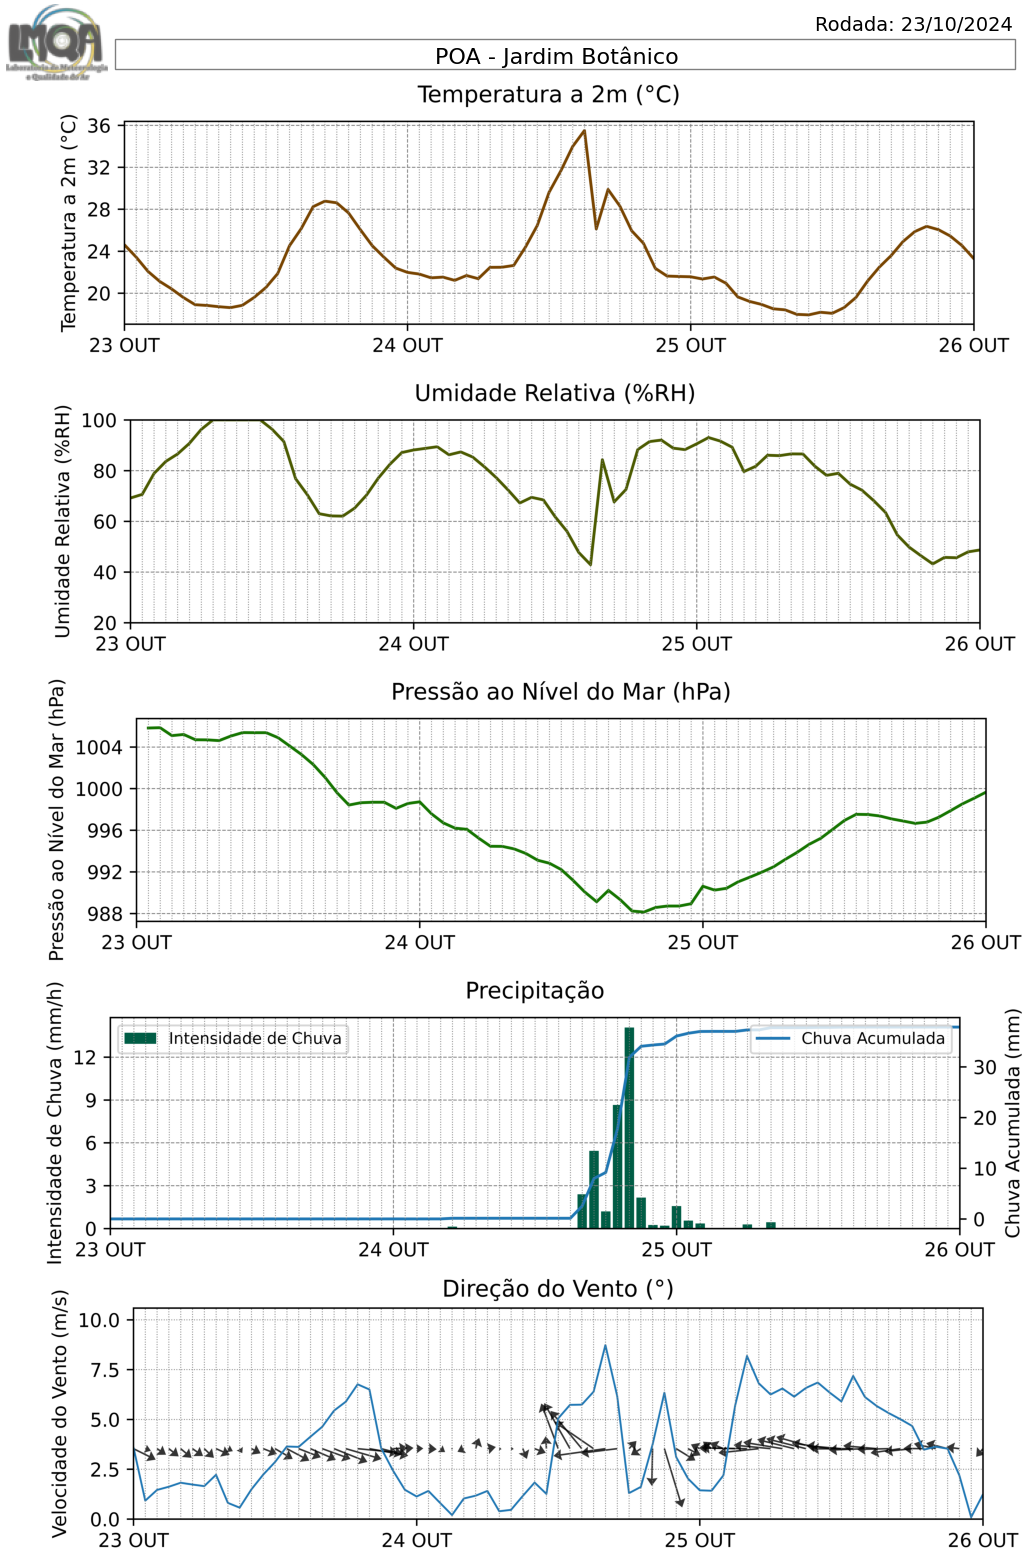 LMQA
Laboratório de Meteorologia
e Qualidade do Ar
Rodada: 23/10/2024
POA - Jardim Botânico
Temperatura a 2m (°C)
Temperatura a 2m (°C)
36
32
28
24
20
23 OUT 24 OUT 25 OUT 26 OUT
Umidade Relativa (%RH)
Umidade Relativa (%RH)
100
80
60
40
20
23 OUT 24 OUT 25 OUT 26 OUT
Pressão ao Nível do Mar (hPa)
Pressão ao Nível do Mar (hPa)
1004
1000
996
992
988
23 OUT 24 OUT 25 OUT 26 OUT
Precipitação
Intensidade de Chuva (mm/h)
Intensidade de Chuva
Chuva Acumulada
12
9
6
3
0
30
20
10
0
Chuva Acumulada (mm)
23 OUT 24 OUT 25 OUT 26 OUT
Direção do Vento (°)
Velocidade do Vento (m/s)
10.0
7.5
5.0
2.5
0.0
23 OUT 24 OUT 25 OUT 26 OUT